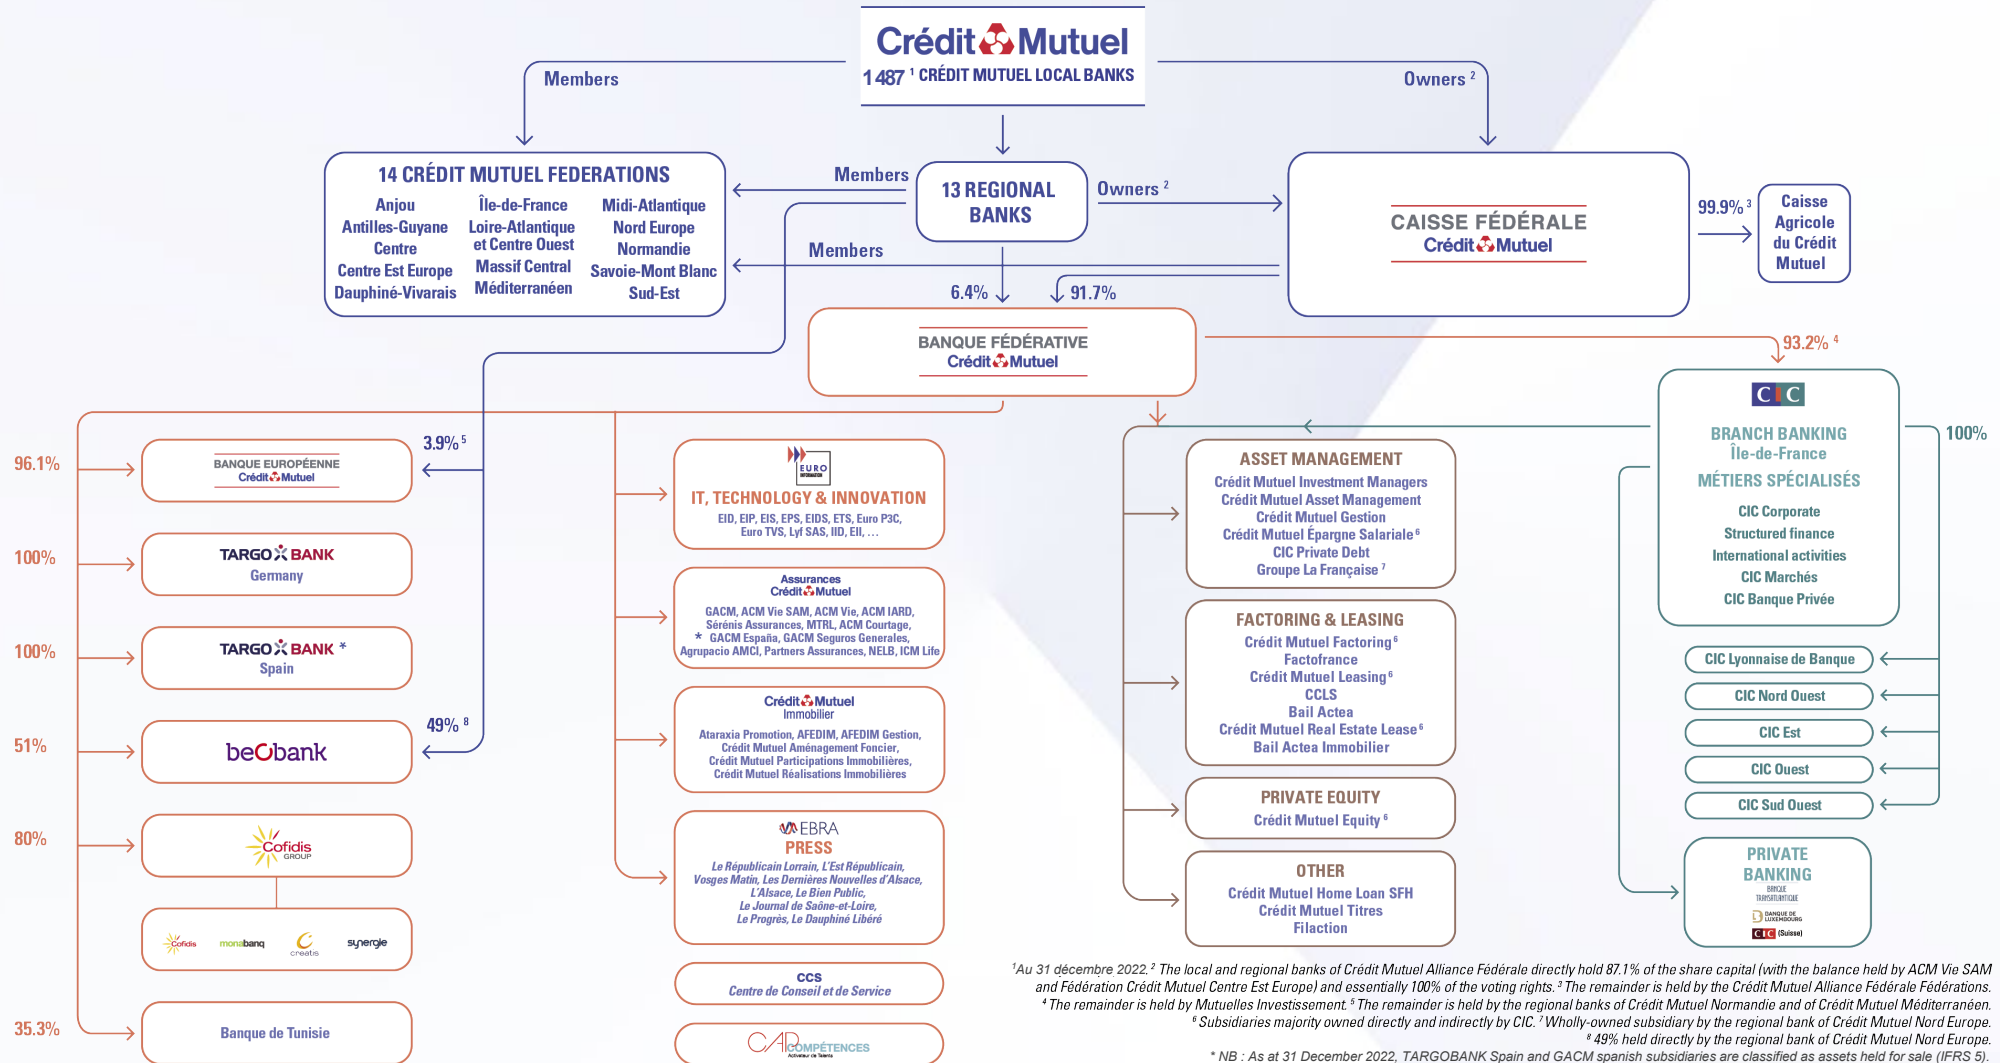 Crédit Mutuel
1 487 ¹ CRÉDIT MUTUEL LOCAL BANKS
Members
Owners ²
14 CRÉDIT MUTUEL FEDERATIONS
Anjou
Antilles-Guyane
Centre
Centre Est Europe
Dauphiné-Vivarais
Île-de-France
Loire-Atlantique
et Centre Ouest
Massif Central
Méditerranéen
Midi-Atlantique
Nord Europe
Normandie
Savoie-Mont Blanc
Sud-Est
Members
13 REGIONAL
BANKS
Owners ²
Members
CAISSE FÉDÉRALE
Crédit Mutuel
99.9% ³
Caisse
Agricole
du Crédit
Mutuel
6.4%
91.7%
BANQUE FÉDÉRATIVE
Crédit Mutuel
93.2% ⁴
96.1%
BANQUE EUROPÉENNE
Crédit Mutuel
3.9% ⁵
100%
TARGO BANK
Germany
100%
TARGO BANK *
Spain
51%
beobank
49% ⁸
80%
Cofidis
GROUP
Cofidis
monabanq
creatis
synergie
35.3%
Banque de Tunisie
EURO
INFORMATION
IT, TECHNOLOGY & INNOVATION
EID, EIP, EIS, EPS, EIDS, ETS, Euro P3C,
Euro TVS, Lyf SAS, IID, EII, …
Assurances
Crédit Mutuel
GACM, ACM Vie SAM, ACM Vie, ACM IARD,
Sérénis Assurances, MTRL, ACM Courtage,
* GACM España, GACM Seguros Generales,
Agrupacio AMCI, Partners Assurances, NELB, ICM Life
Crédit Mutuel
Immobilier
Ataraxia Promotion, AFEDIM, AFEDIM Gestion,
Crédit Mutuel Aménagement Foncier,
Crédit Mutuel Participations Immobilières,
Crédit Mutuel Réalisations Immobilières
EBRA
PRESS
Le Républicain Lorrain, L'Est Républicain,
Vosges Matin, Les Dernières Nouvelles d'Alsace,
L'Alsace, Le Bien Public,
Le Journal de Saône-et-Loire,
Le Progrès, Le Dauphiné Libéré
CCS
Centre de Conseil et de Service
CAP COMPÉTENCES
Activateur de Talents
ASSET MANAGEMENT
Crédit Mutuel Investment Managers
Crédit Mutuel Asset Management
Crédit Mutuel Gestion
Crédit Mutuel Épargne Salariale ⁶
CIC Private Debt
Groupe La Française ⁷
FACTORING & LEASING
Crédit Mutuel Factoring ⁶
Factofrance
Crédit Mutuel Leasing ⁶
CCLS
Bail Actea
Crédit Mutuel Real Estate Lease ⁶
Bail Actea Immobilier
PRIVATE EQUITY
Crédit Mutuel Equity ⁶
OTHER
Crédit Mutuel Home Loan SFH
Crédit Mutuel Titres
Filaction
CIC
BRANCH BANKING
Île-de-France
MÉTIERS SPÉCIALISÉS
CIC Corporate
Structured finance
International activities
CIC Marchés
CIC Banque Privée
100%
CIC Lyonnaise de Banque
CIC Nord Ouest
CIC Est
CIC Ouest
CIC Sud Ouest
PRIVATE
BANKING
BANQUE
TRANSATLANTIQUE
BANQUE DE
LUXEMBOURG
CIC (Suisse)
¹Au 31 décembre 2022. ² The local and regional banks of Crédit Mutuel Alliance Fédérale directly hold 87.1% of the share capital (with the balance held by ACM Vie SAM
and Fédération Crédit Mutuel Centre Est Europe) and essentially 100% of the voting rights. ³ The remainder is held by the Crédit Mutuel Alliance Fédérale Fédérations.
⁴ The remainder is held by Mutuelles Investissement. ⁵ The remainder is held by the regional banks of Crédit Mutuel Normandie and of Crédit Mutuel Méditerranéen.
⁶ Subsidiaries majority owned directly and indirectly by CIC. ⁷ Wholly-owned subsidiary by the regional bank of Crédit Mutuel Nord Europe.
⁸ 49% held directly by the regional bank of Crédit Mutuel Nord Europe.
* NB : As at 31 December 2022, TARGOBANK Spain and GACM spanish subsidiaries are classified as assets held for sale (IFRS 5).